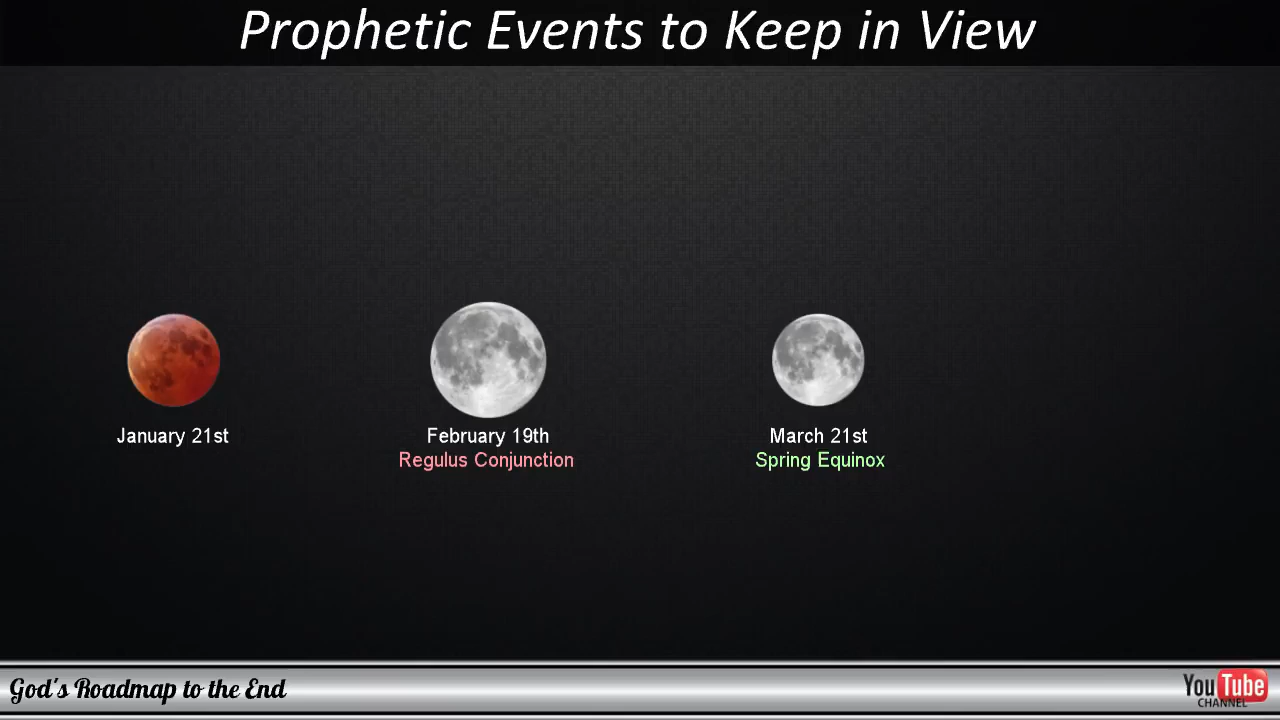 Prophetic Events to Keep in View
January 21st
February 19th
Regulus Conjunction
March 21st
Spring Equinox
God's Roadmap to the End
YouTube
CHANNEL